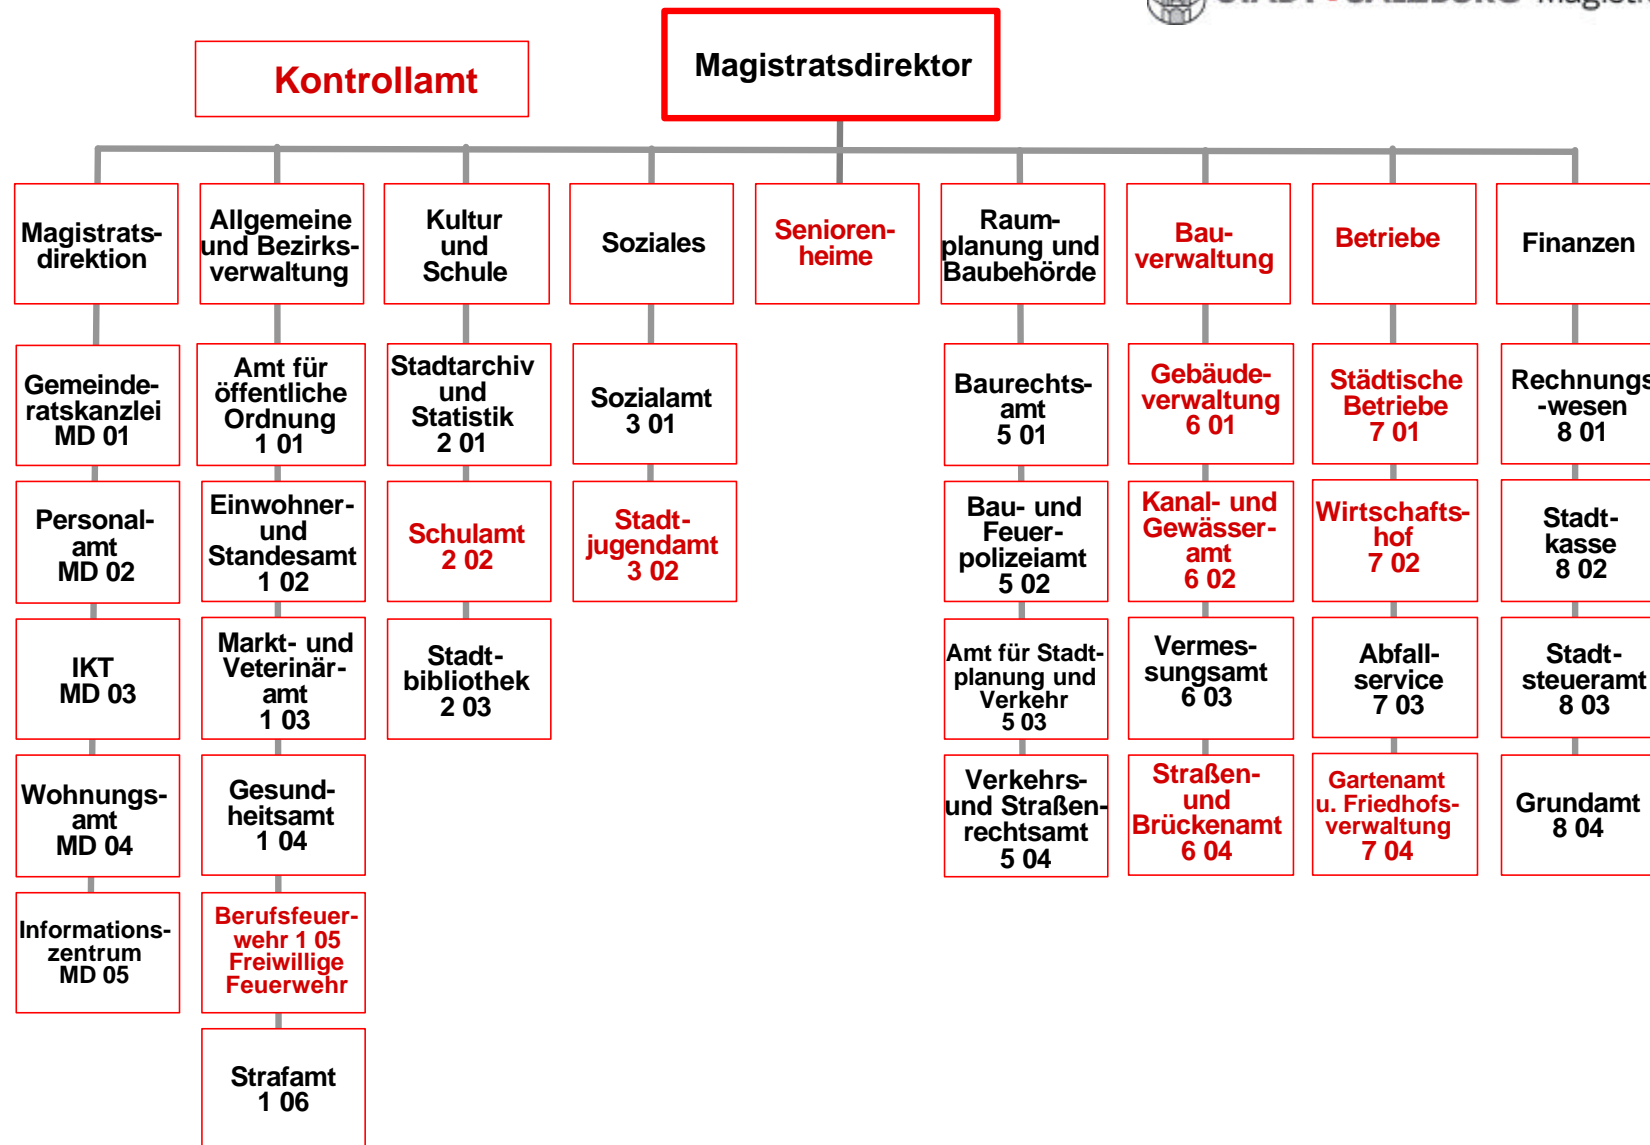 Kontrollamt
Magistratsdirektor
Magistrats-
direktion
Allgemeine
und Bezirks-
verwaltung
Kultur
und
Schule
Soziales
Senioren-
heime
Raum-
planung und
Baubehörde
Bau-
verwaltung
Betriebe
Finanzen
Gemeinde-
ratskanzlei
MD 01
Amt für
öffentliche
Ordnung
1 01
Stadtarchiv
und
Statistik
2 01
Sozialamt
3 01
Baurechts-
amt
5 01
Gebäude-
verwaltung
6 01
Städtische
Betriebe
7 01
Rechnungs
-wesen
8 01
Personal-
amt
MD 02
Einwohner-
und
Standesamt
1 02
Schulamt
2 02
Stadt-
jugendamt
3 02
Bau- und
Feuer-
polizeiamt
5 02
Kanal- und
Gewässer-
amt
6 02
Wirtschafts-
hof
7 02
Stadt-
kasse
8 02
IKT
MD 03
Markt- und
Veterinär-
amt
1 03
Stadt-
bibliothek
2 03
Amt für Stadt-
planung und
Verkehr
5 03
Vermes-
sungsamt
6 03
Abfall-
service
7 03
Stadt-
steueramt
8 03
Wohnungs-
amt
MD 04
Gesund-
heitsamt
1 04
Verkehrs-
und Straßen-
rechtsamt
5 04
Straßen-
und
Brückenamt
6 04
Gartenamt
u. Friedhofs-
verwaltung
7 04
Grundamt
8 04
Informations-
zentrum
MD 05
Berufsfeuer-
wehr 1 05
Freiwillige
Feuerwehr
Strafamt
1 06